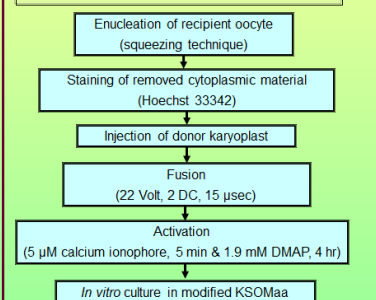 Enucleation of recipient oocyte
(squeezing technique)
Staining of removed cytoplasmic material
(Hoechst 33342)
Injection of donor karyoplast
Fusion
(22 Volt, 2 DC, 15 µsec)
Activation
(5 µM calcium ionophore, 5 min & 1.9 mM DMAP, 4 hr)
In vitro culture in modified KSOMaa